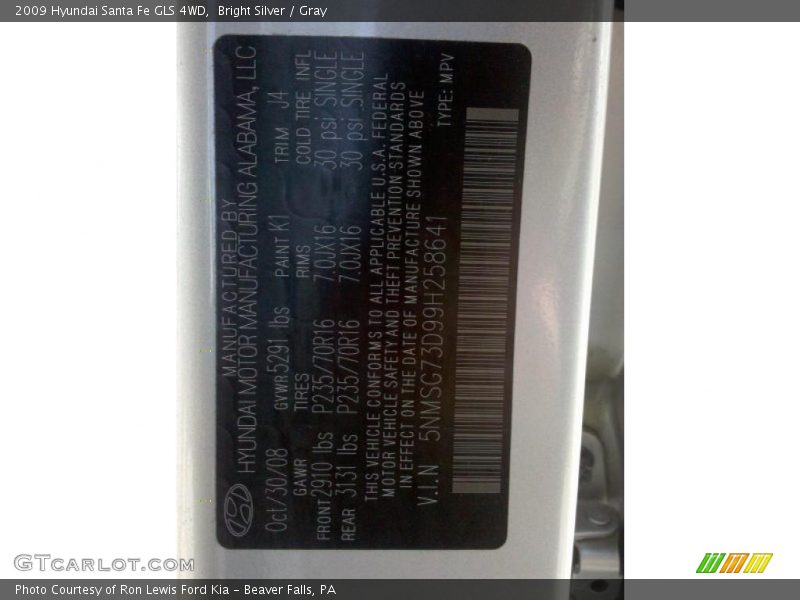 2009 Hyundai Santa Fe GLS 4WD, Bright Silver / Gray
MANUFACTURED BY
HYUNDAI MOTOR MANUFACTURING ALABAMA, LLC
Oct/30/08 GVWR 5291 lbs PAINT K1 TRIM J4
GAWR TIRES RIMS COLD TIRE INFL
FRONT 2910 lbs P235/70R16 7.0JX16 30 psi SINGLE
REAR 3131 lbs P235/70R16 7.0JX16 30 psi SINGLE
THIS VEHICLE CONFORMS TO ALL APPLICABLE U.S.A. FEDERAL
MOTOR VEHICLE SAFETY AND THEFT PREVENTION STANDARDS
IN EFFECT ON THE DATE OF MANUFACTURE SHOWN ABOVE
V.I.N 5NMSG73D99H258641 TYPE: MPV
GTCarLot.com
Photo Courtesy of Ron Lewis Ford Kia - Beaver Falls, PA